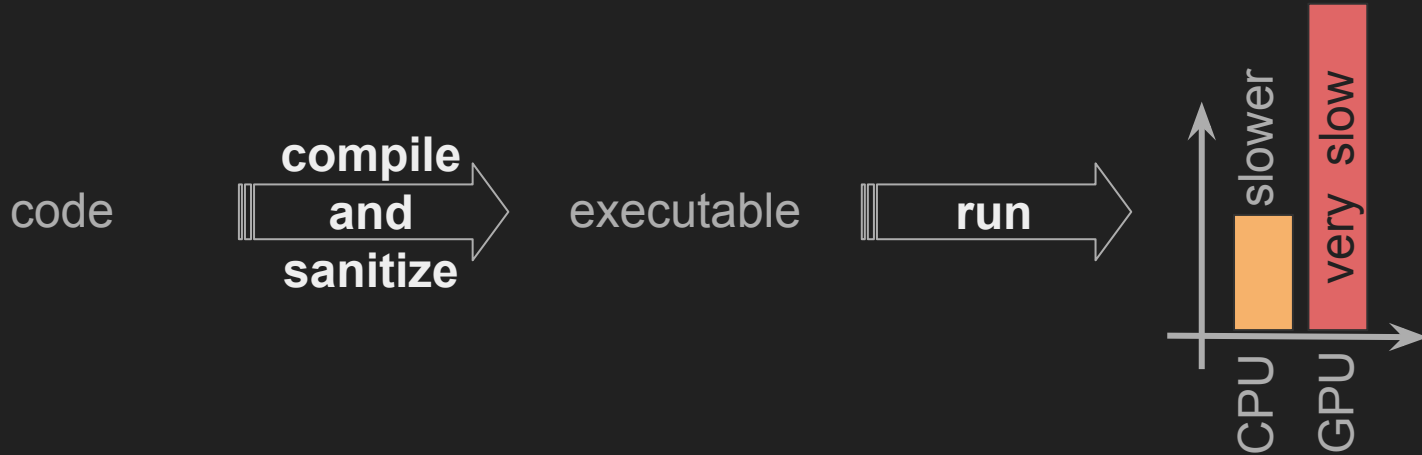 code
compile
and
sanitize
executable
run
slower
very slow
CPU
GPU